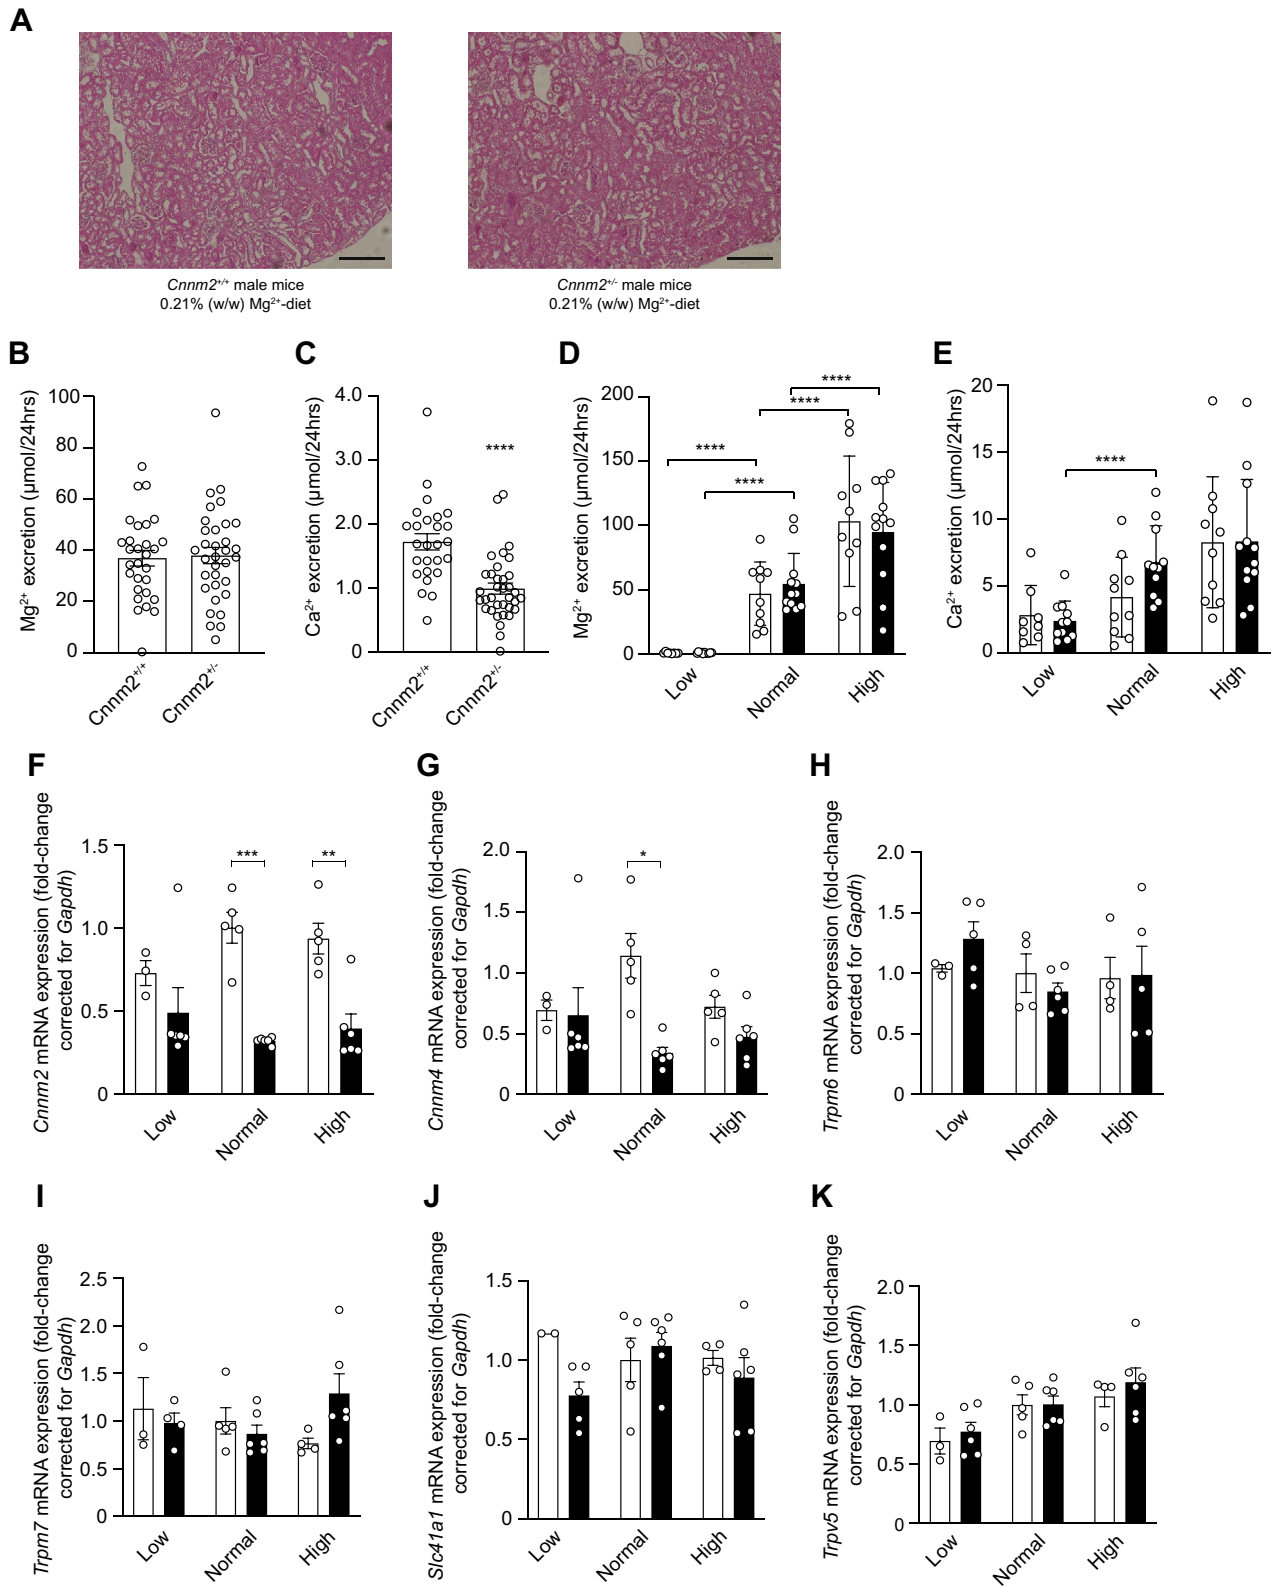 A
Cnnm2+/+ male mice
0.21% (w/w) Mg²⁺-diet
Cnnm2+/- male mice
0.21% (w/w) Mg²⁺-diet
B
Mg²⁺ excretion (µmol/24hrs)
100
80
60
40
20
0
Cnnm2+/+
Cnnm2+/-
C
Ca²⁺ excretion (µmol/24hrs)
4.0
3.0
2.0
1.0
0
****
Cnnm2+/+
Cnnm2+/-
D
Mg²⁺ excretion (µmol/24hrs)
200
150
100
50
0
****
****
****
****
Low
Normal
High
E
Ca²⁺ excretion (µmol/24hrs)
20
15
10
5
0
****
Low
Normal
High
F
Cnnm2 mRNA expression (fold-change
corrected for Gapdh)
1.5
1.0
0.5
0
***
**
Low
Normal
High
G
Cnnm4 mRNA expression (fold-change
corrected for Gapdh)
2.0
1.5
1.0
0.5
0
*
Low
Normal
High
H
Trpm6 mRNA expression (fold-change
corrected for Gapdh)
2.0
1.5
1.0
0.5
0
Low
Normal
High
I
Trpm7 mRNA expression (fold-change
corrected for Gapdh)
2.5
2.0
1.5
1.0
0.5
0
Low
Normal
High
J
Slc41a1 mRNA expression (fold-change
corrected for Gapdh)
1.5
1.0
0.5
0
Low
Normal
High
K
Trpv5 mRNA expression (fold-change
corrected for Gapdh)
2.0
1.5
1.0
0.5
0
Low
Normal
High